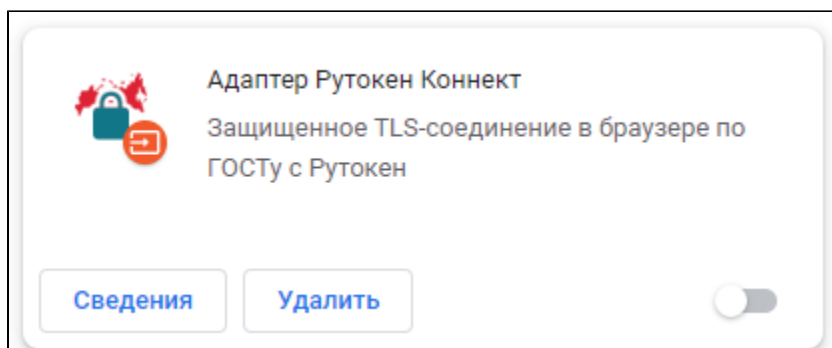 Адаптер Рутокен Коннект
Защищенное TLS-соединение в браузере по
ГОСТу с Рутокен
Сведения
Удалить